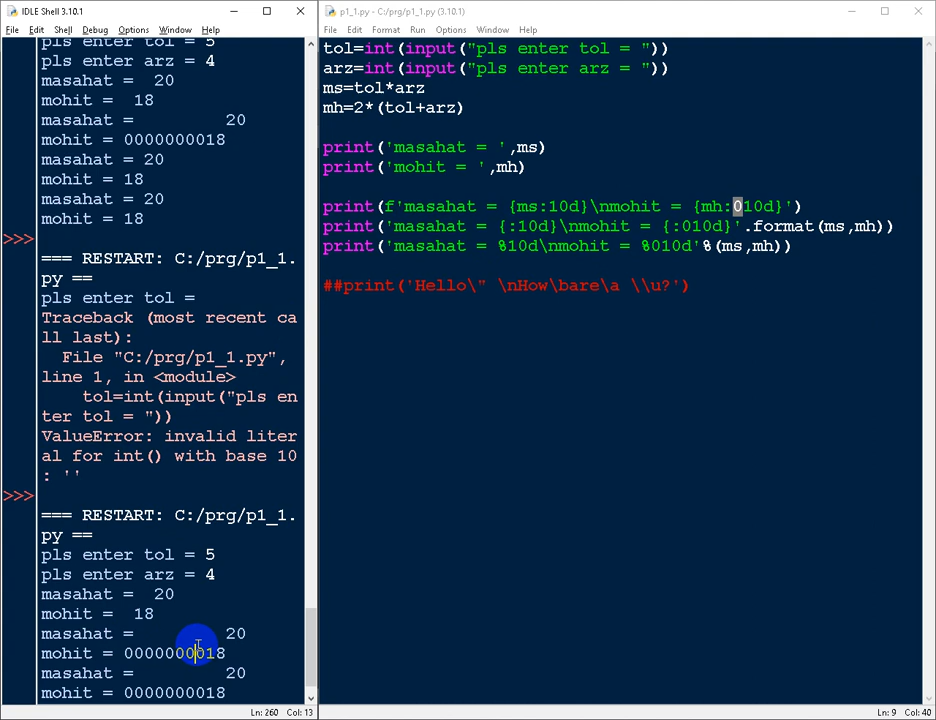 IDLE Shell 3.10.1
File Edit Shell Debug Options Window Help
pls enter tol = 5
pls enter arz = 4
masahat =  20
mohit =  18
masahat =         20
mohit = 0000000018
masahat = 20
mohit = 18
masahat = 20
mohit = 18
>>>
=== RESTART: C:/prg/p1_1.
py ==
pls enter tol =
Traceback (most recent ca
ll last):
  File "C:/prg/p1_1.py",
line 1, in <module>
    tol=int(input("pls en
ter tol = "))
ValueError: invalid liter
al for int() with base 10
: ''
>>>
=== RESTART: C:/prg/p1_1.
py ==
pls enter tol = 5
pls enter arz = 4
masahat =  20
mohit =  18
masahat =         20
mohit = 0000000018
masahat =         20
mohit = 0000000018
Ln: 260 Col: 13
p1_1.py - C:/prg/p1_1.py (3.10.1)
File Edit Format Run Options Window Help
tol=int(input("pls enter tol = "))
arz=int(input("pls enter arz = "))
ms=tol*arz
mh=2*(tol+arz)
print('masahat = ',ms)
print('mohit = ',mh)
print(f'masahat = {ms:10d}\nmohit = {mh:010d}')
print('masahat = {:10d}\nmohit = {:010d}'.format(ms,mh))
print('masahat = %10d\nmohit = %010d'%(ms,mh))
##print('Hello\" \nHow\bare\a \\u?')
Ln: 9 Col: 40